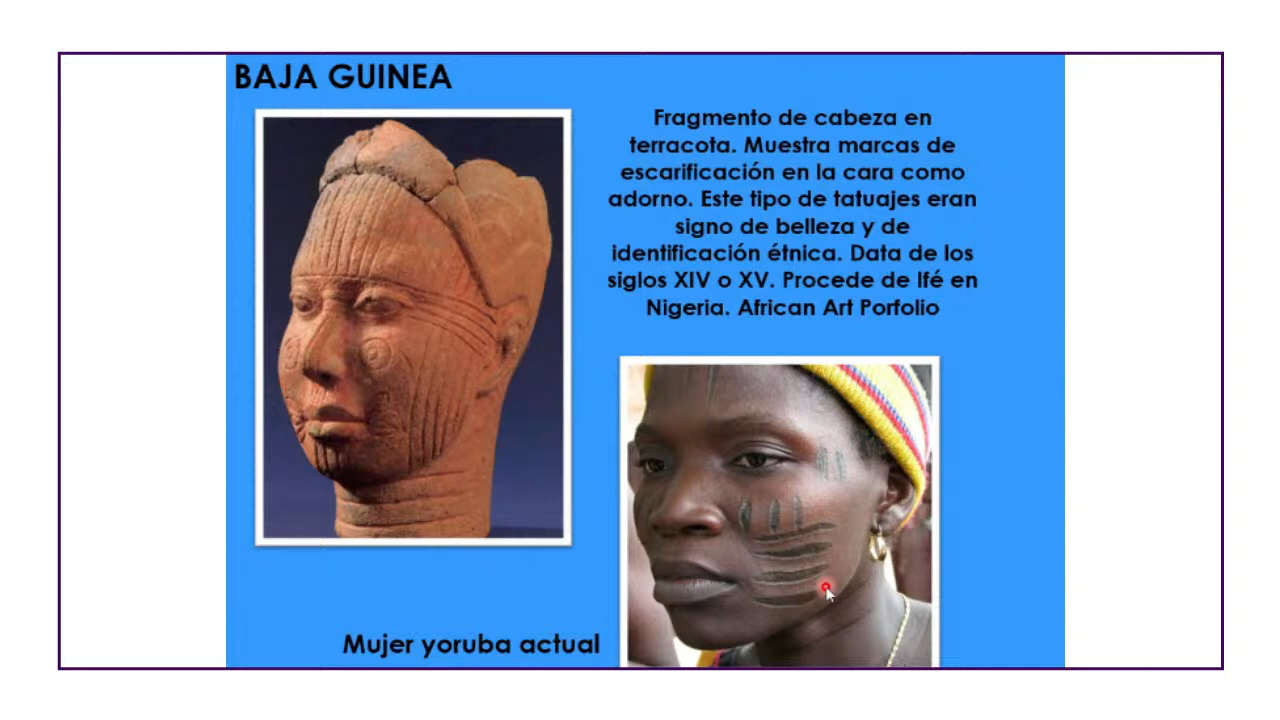 BAJA GUINEA
Fragmento de cabeza en
terracota. Muestra marcas de
escarificación en la cara como
adorno. Este tipo de tatuajes eran
signo de belleza y de
identificación étnica. Data de los
siglos XIV o XV. Procede de Ifé en
Nigeria. African Art Porfolio
Mujer yoruba actual